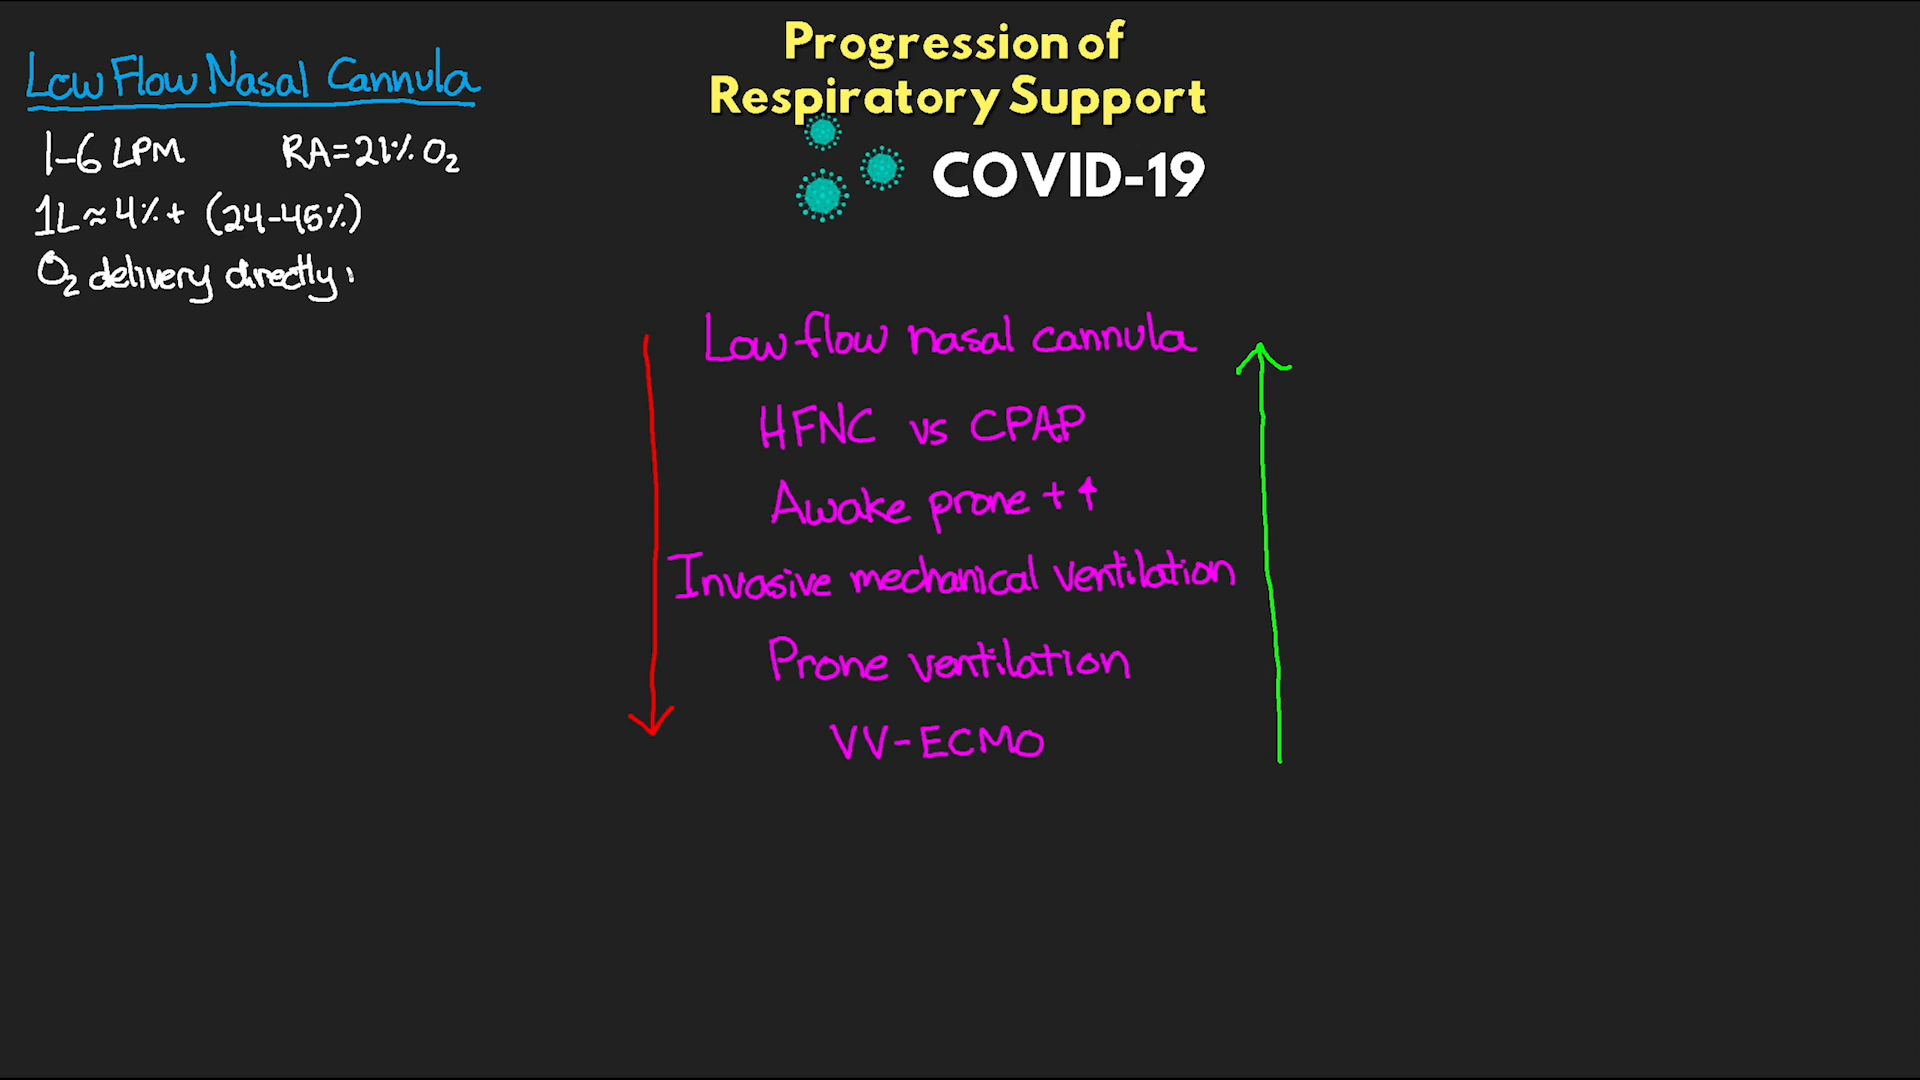 Low Flow Nasal Cannula
1-6 LPM RA=21% O₂
1L≈4%+ (24-45%)
O₂ delivery directly
Progression of
Respiratory Support
COVID-19
Low flow nasal cannula
HFNC vs CPAP
Awake prone + ↑
Invasive mechanical ventilation
Prone ventilation
VV-ECMO